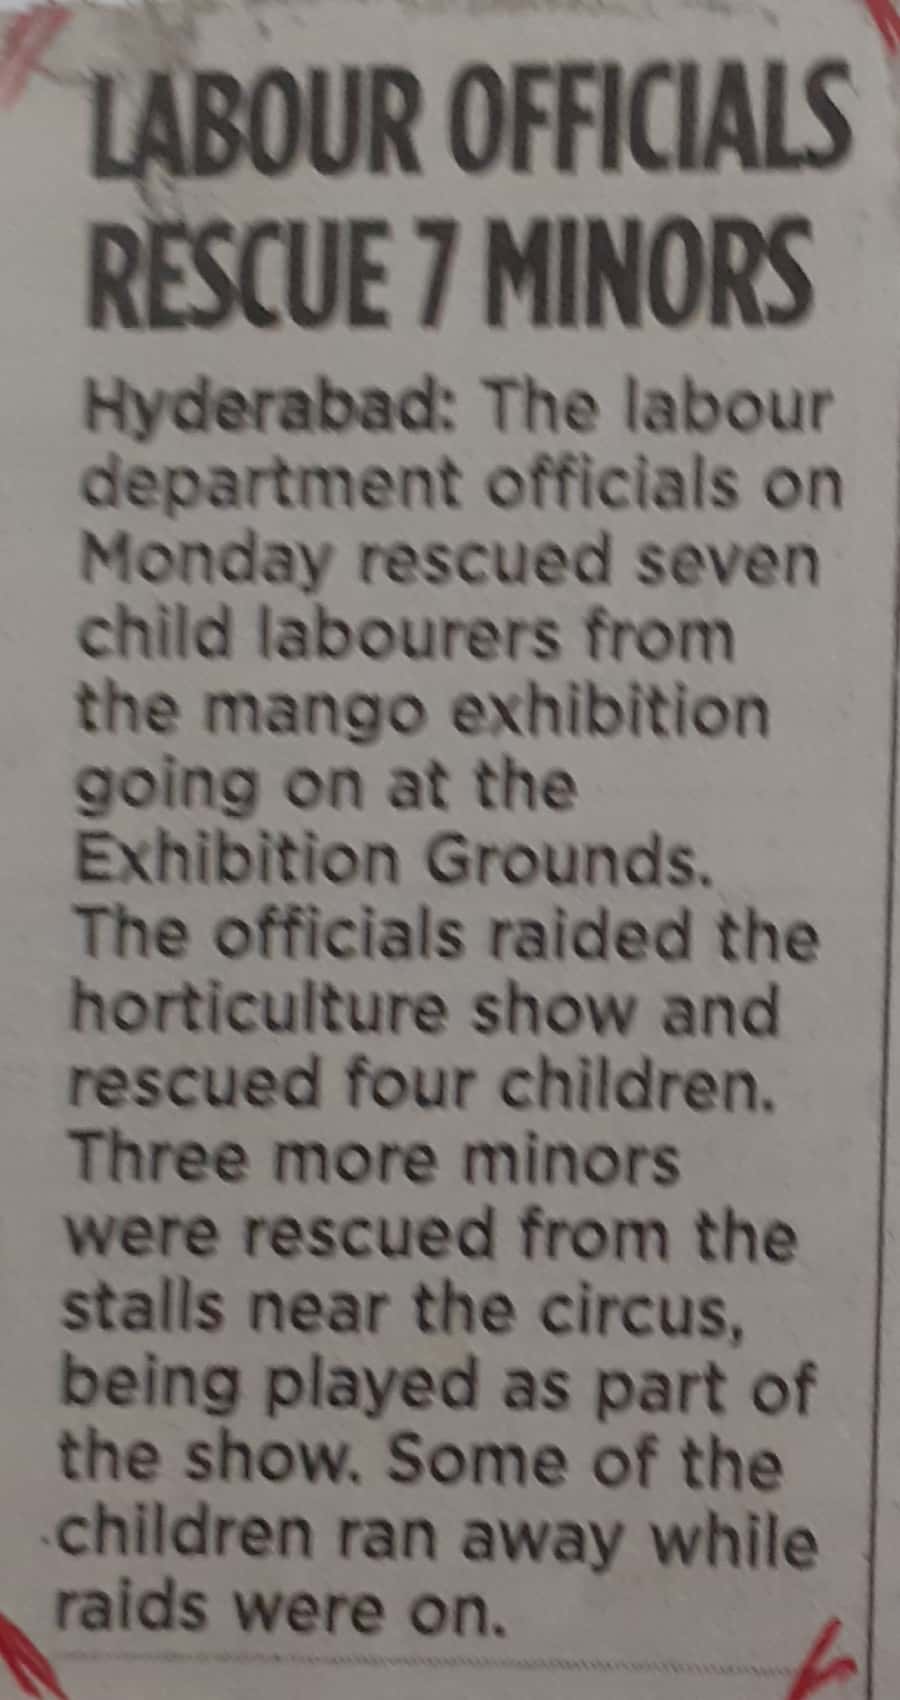 LABOUR OFFICIALS
RESCUE 7 MINORS
Hyderabad: The labour
department officials on
Monday rescued seven
child labourers from
the mango exhibition
going on at the
Exhibition Grounds.
The officials raided the
horticulture show and
rescued four children.
Three more minors
were rescued from the
stalls near the circus,
being played as part of
the show. Some of the
children ran away while
raids were on.